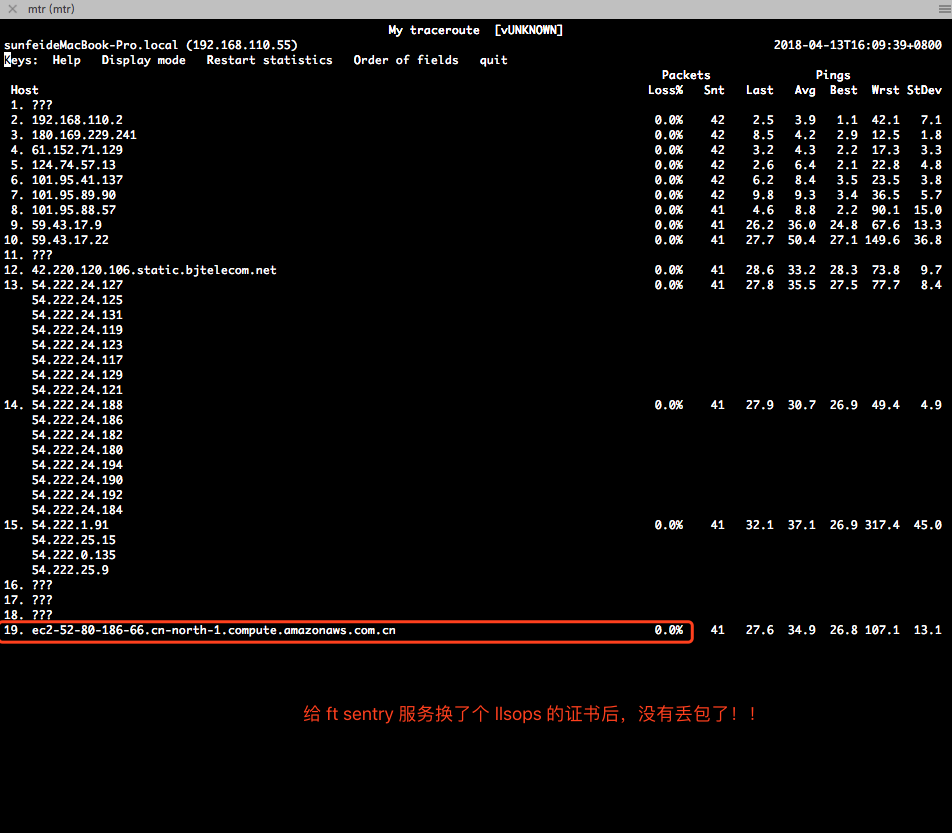 mtr (mtr)
My traceroute [vUNKNOWN]
sunfeideMacBook-Pro.local (192.168.110.55) 2018-04-13T16:09:39+0800
Keys: Help Display mode Restart statistics Order of fields quit
Packets Pings
Host Loss% Snt Last Avg Best Wrst StDev
1. ???
2. 192.168.110.2 0.0% 42 2.5 3.9 1.1 42.1 7.1
3. 180.169.229.241 0.0% 42 8.5 4.2 2.9 12.5 1.8
4. 61.152.71.129 0.0% 42 3.2 4.3 2.2 17.3 3.3
5. 124.74.57.13 0.0% 42 2.6 6.4 2.1 22.8 4.8
6. 101.95.41.137 0.0% 42 6.2 8.4 3.5 23.5 3.8
7. 101.95.89.90 0.0% 42 9.8 9.3 3.4 36.5 5.7
8. 101.95.88.57 0.0% 41 4.6 8.8 2.2 90.1 15.0
9. 59.43.17.9 0.0% 41 26.2 36.0 24.8 67.6 13.3
10. 59.43.17.22 0.0% 41 27.7 50.4 27.1 149.6 36.8
11. ???
12. 42.220.120.106.static.bjtelecom.net 0.0% 41 28.6 33.2 28.3 73.8 9.7
13. 54.222.24.127 0.0% 41 27.8 35.5 27.5 77.7 8.4
54.222.24.125
54.222.24.131
54.222.24.119
54.222.24.123
54.222.24.117
54.222.24.129
54.222.24.121
14. 54.222.24.188 0.0% 41 27.9 30.7 26.9 49.4 4.9
54.222.24.186
54.222.24.182
54.222.24.180
54.222.24.194
54.222.24.190
54.222.24.192
54.222.24.184
15. 54.222.1.91 0.0% 41 32.1 37.1 26.9 317.4 45.0
54.222.25.15
54.222.0.135
54.222.25.9
16. ???
17. ???
18. ???
19. ec2-52-80-186-66.cn-north-1.compute.amazonaws.com.cn 0.0% 41 27.6 34.9 26.8 107.1 13.1
给 ft sentry 服务换了个 llsops 的证书后，没有丢包了！！